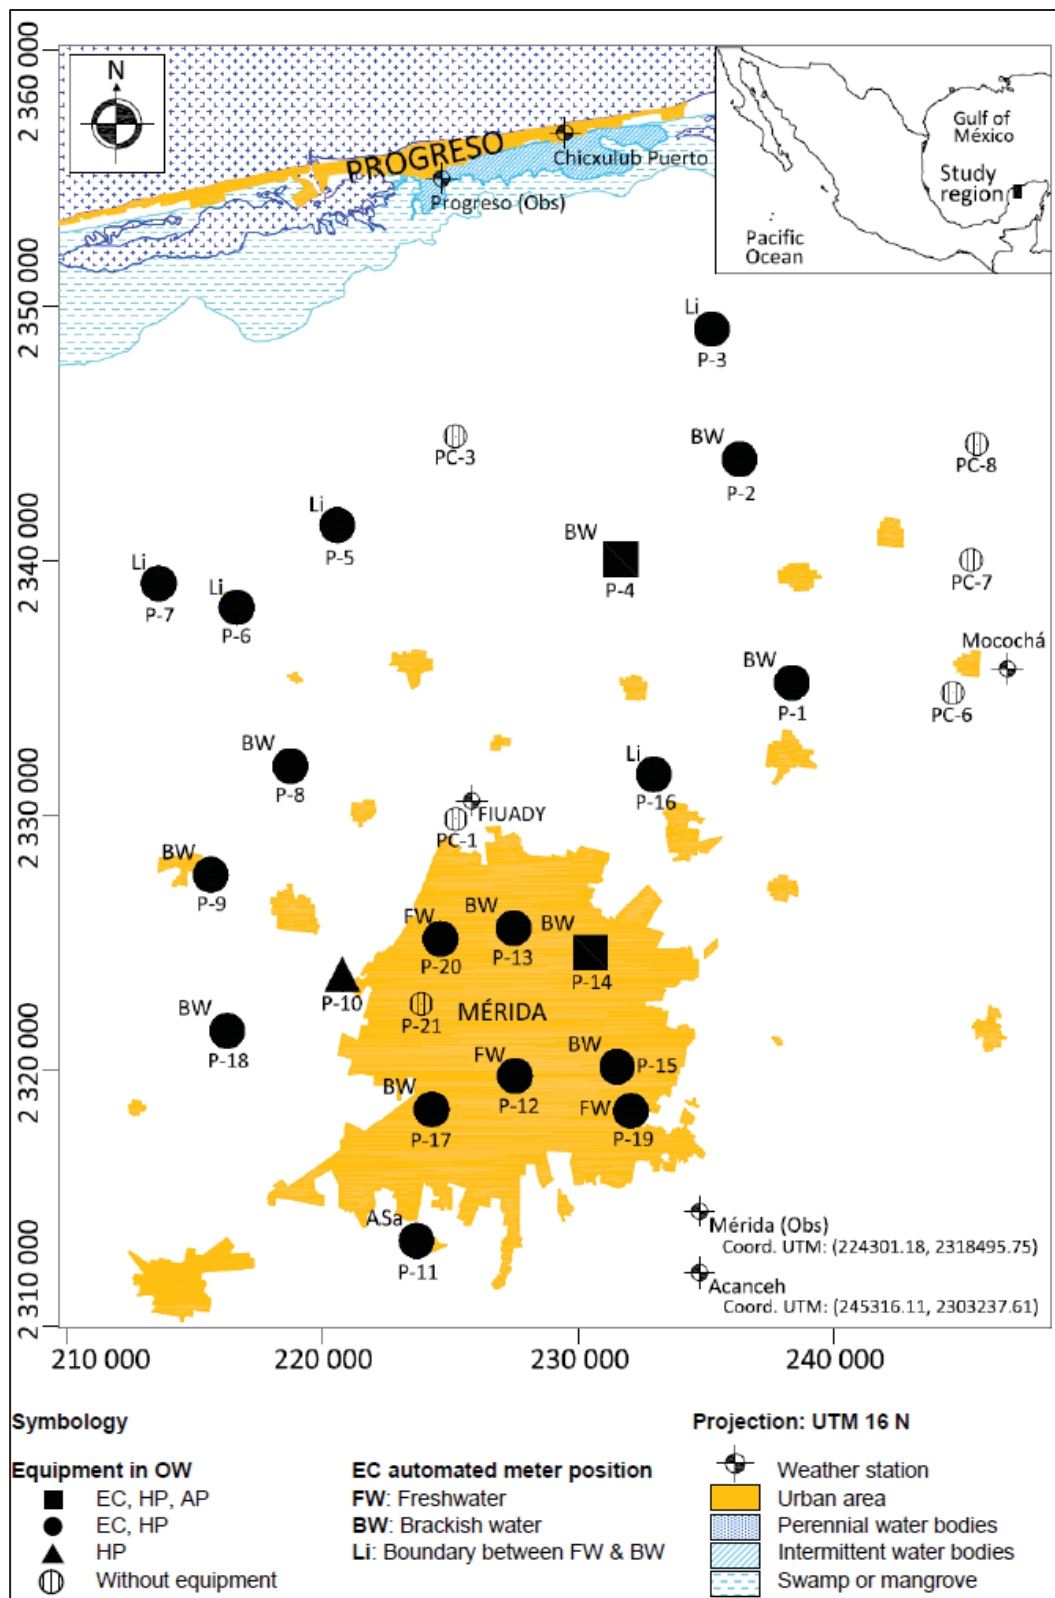 N
2 360 000
2 350 000
2 340 000
2 330 000
2 320 000
2 310 000
PROGRESO
Chicxulub Puerto
Progreso (Obs)
Gulf of
México
Study
region
Pacific
Ocean
Li
P-3
PC-3
BW
P-2
PC-8
Li
P-5
BW
P-4
PC-7
Li
P-7
Li
P-6
Mocochá
BW
P-1
PC-6
BW
P-8
Li
P-16
FIUADY
PC-1
BW
P-9
FW
P-20
BW
P-13
BW
P-14
P-10
P-21
MÉRIDA
BW
P-18
FW
P-12
BW
P-15
BW
P-17
FW
P-19
ASa
P-11
Mérida (Obs)
Coord. UTM: (224301.18, 2318495.75)
Acanceh
Coord. UTM: (245316.11, 2303237.61)
210 000 220 000 230 000 240 000
Symbology
Projection: UTM 16 N
Equipment in OW
EC, HP, AP
EC, HP
HP
Without equipment
EC automated meter position
FW: Freshwater
BW: Brackish water
Li: Boundary between FW & BW
Weather station
Urban area
Perennial water bodies
Intermittent water bodies
Swamp or mangrove